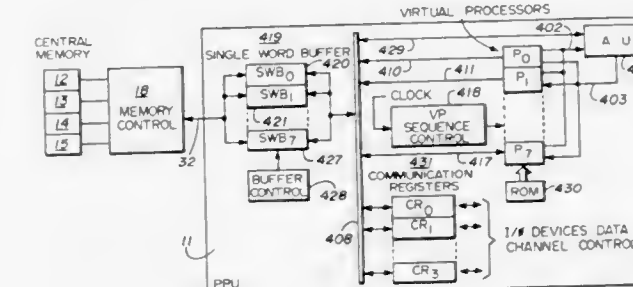 VIRTUAL PROCESSORS
CENTRAL MEMORY
12
13
14
15
18
MEMORY CONTROL
32
419
SINGLE WORD BUFFER
420
SWB0
SWB1
421
SWB7
427
BUFFER CONTROL
428
11
PPU
408
429
410
411
402
A U
403
P0
P1
P7
CLOCK
418
VP SEQUENCE CONTROL
417
ROM
430
431
COMMUNICATION REGISTERS
CR0
CR1
CR3
I/O DEVICES DATA
CHANNEL CONTROL